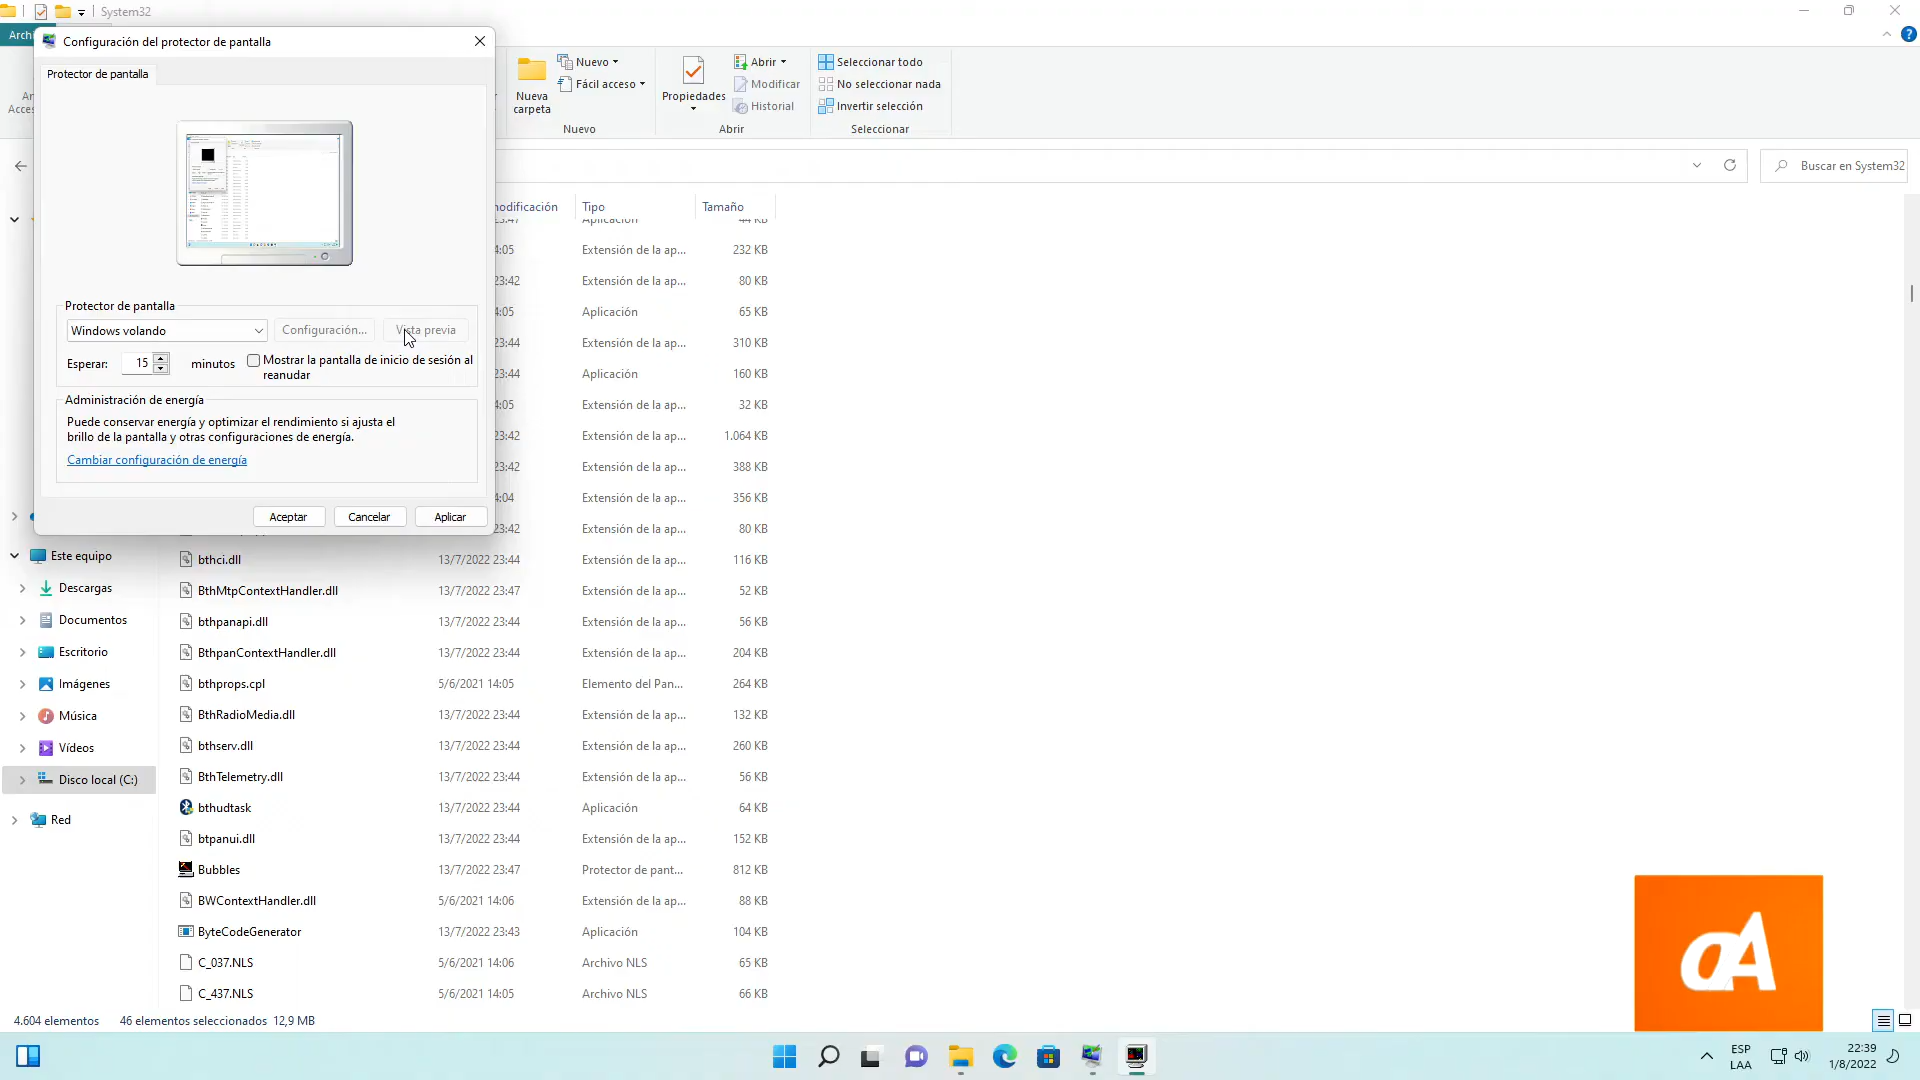 System32
Archi
Configuración del protector de pantalla
Protector de pantalla
Protector de pantalla
Windows volando
Configuración...
Vista previa
Esperar:
15
minutos
Mostrar la pantalla de inicio de sesión al
reanudar
Administración de energía
Puede conservar energía y optimizar el rendimiento si ajusta el
brillo de la pantalla y otras configuraciones de energía.
Cambiar configuración de energía
Aceptar
Cancelar
Aplicar
Nueva
carpeta
Nuevo
Fácil acceso
Nuevo
Propiedades
Abrir
Modificar
Historial
Abrir
Seleccionar todo
No seleccionar nada
Invertir selección
Seleccionar
Buscar en System32
modificación Tipo Tamaño
23:47 Aplicación 44 KB
4:05 Extensión de la ap... 232 KB
23:42 Extensión de la ap... 80 KB
4:05 Aplicación 65 KB
23:44 Extensión de la ap... 310 KB
23:44 Aplicación 160 KB
4:05 Extensión de la ap... 32 KB
23:42 Extensión de la ap... 1.064 KB
23:42 Extensión de la ap... 388 KB
4:04 Extensión de la ap... 356 KB
23:42 Extensión de la ap... 80 KB
bthci.dll 13/7/2022 23:44 Extensión de la ap... 116 KB
BthMtpContextHandler.dll 13/7/2022 23:47 Extensión de la ap... 52 KB
bthpanapi.dll 13/7/2022 23:44 Extensión de la ap... 56 KB
BthpanContextHandler.dll 13/7/2022 23:44 Extensión de la ap... 204 KB
bthprops.cpl 5/6/2021 14:05 Elemento del Pan... 264 KB
BthRadioMedia.dll 13/7/2022 23:44 Extensión de la ap... 132 KB
bthserv.dll 13/7/2022 23:44 Extensión de la ap... 260 KB
BthTelemetry.dll 13/7/2022 23:44 Extensión de la ap... 56 KB
bthudtask 13/7/2022 23:44 Aplicación 64 KB
btpanui.dll 13/7/2022 23:44 Extensión de la ap... 152 KB
Bubbles 13/7/2022 23:47 Protector de pant... 812 KB
BWContextHandler.dll 5/6/2021 14:06 Extensión de la ap... 88 KB
ByteCodeGenerator 13/7/2022 23:43 Aplicación 104 KB
C_037.NLS 5/6/2021 14:06 Archivo NLS 65 KB
C_437.NLS 5/6/2021 14:05 Archivo NLS 66 KB
Este equipo
Descargas
Documentos
Escritorio
Imágenes
Música
Vídeos
Disco local (C:)
Red
4.604 elementos
46 elementos seleccionados 12,9 MB
ESP
LAA
22:39
1/8/2022